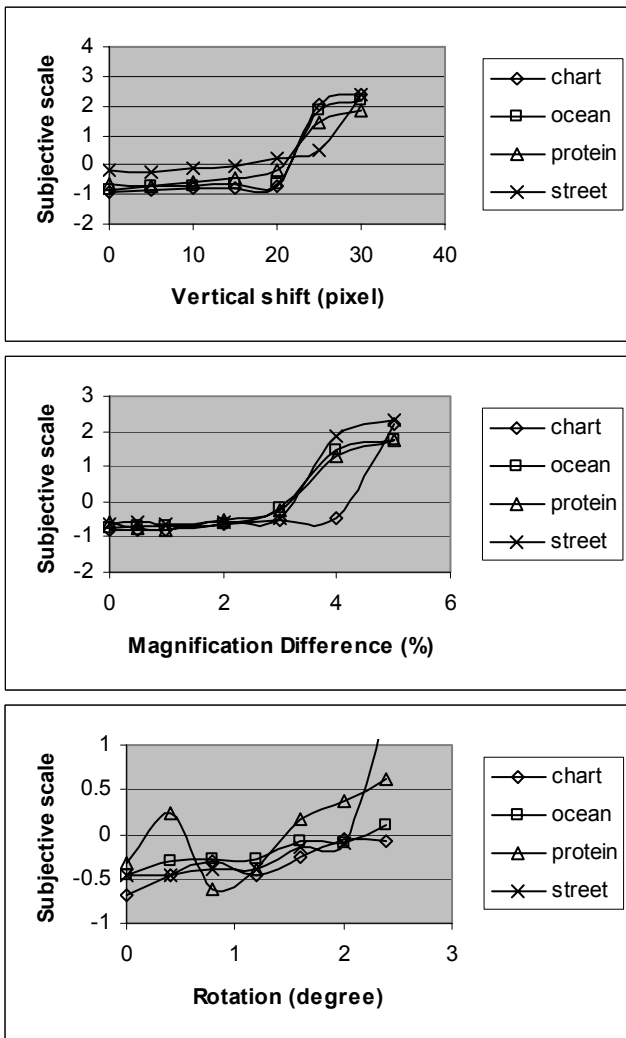 4
3
2
1
0
-1
-2
0 10 20 30 40
Subjective scale
Vertical shift (pixel)
chart
ocean
protein
street
3
2
1
0
-1
-2
0 2 4 6
Subjective scale
Magnification Difference (%)
chart
ocean
protein
street
1
0.5
0
-0.5
-1
0 1 2 3
Subjective scale
Rotation (degree)
chart
ocean
protein
street